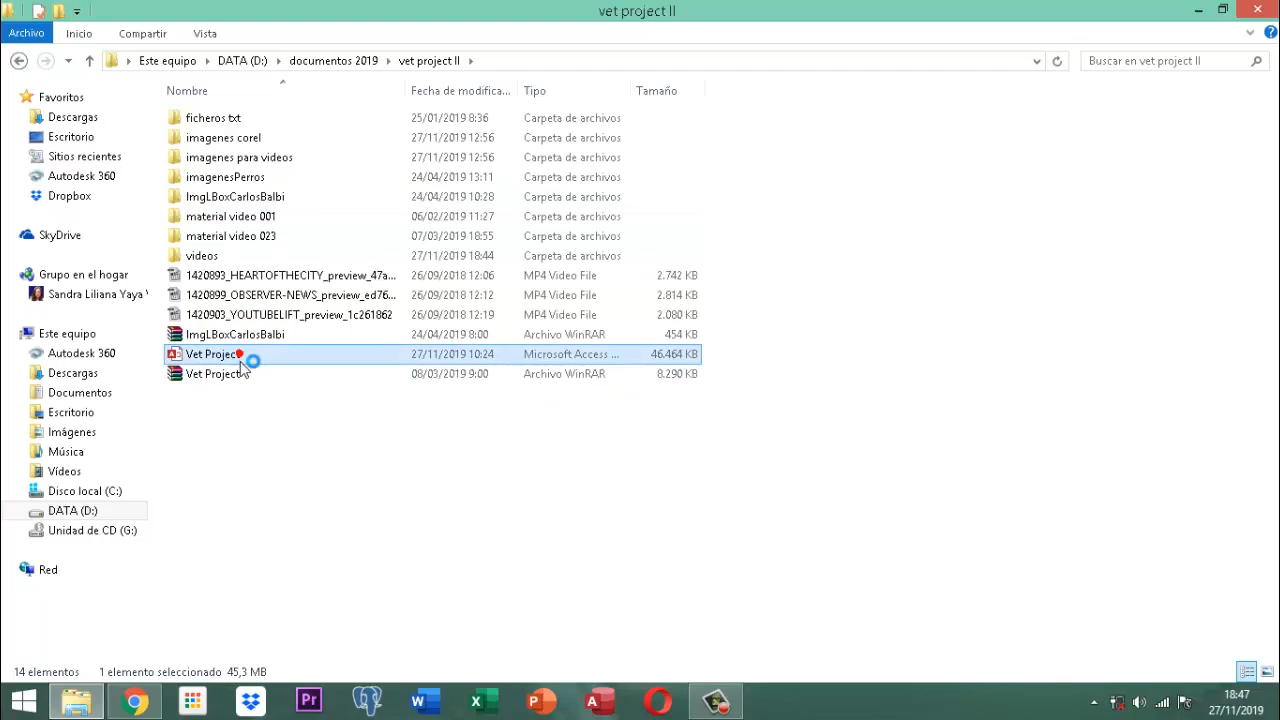 vet project II
Archivo Inicio Compartir Vista
Este equipo DATA (D:) documentos 2019 vet project II
Buscar en vet project II
Nombre Fecha de modifica... Tipo Tamaño
Favoritos
Descargas
Escritorio
Sitios recientes
Autodesk 360
Dropbox
SkyDrive
Grupo en el hogar
Sandra Liliana Yaya
Este equipo
Autodesk 360
Descargas
Documentos
Escritorio
Imágenes
Música
Vídeos
Disco local (C:)
DATA (D:)
Unidad de CD (G:)
Red
ficheros txt 25/01/2019 8:36 Carpeta de archivos
imagenes corel 27/11/2019 12:56 Carpeta de archivos
imagenes para videos 27/11/2019 12:56 Carpeta de archivos
imagenesPerros 24/04/2019 13:11 Carpeta de archivos
ImgLBoxCarlosBalbi 24/04/2019 10:28 Carpeta de archivos
material video 001 06/02/2019 11:27 Carpeta de archivos
material video 023 07/03/2019 18:55 Carpeta de archivos
videos 27/11/2019 18:44 Carpeta de archivos
1420893_HEARTOFTHECITY_preview_47a... 26/09/2018 12:06 MP4 Video File 2.742 KB
1420899_OBSERVER-NEWS_preview_ed76... 26/09/2018 12:12 MP4 Video File 2.814 KB
1420903_YOUTUBELIFT_preview_1c261862 26/09/2018 12:19 MP4 Video File 2.080 KB
ImgLBoxCarlosBalbi 24/04/2019 8:00 Archivo WinRAR 454 KB
Vet Project 27/11/2019 10:24 Microsoft Access ... 46.464 KB
Vet Project 08/03/2019 9:00 Archivo WinRAR 8.290 KB
14 elementos 1 elemento seleccionado 45,3 MB
18:47
27/11/2019